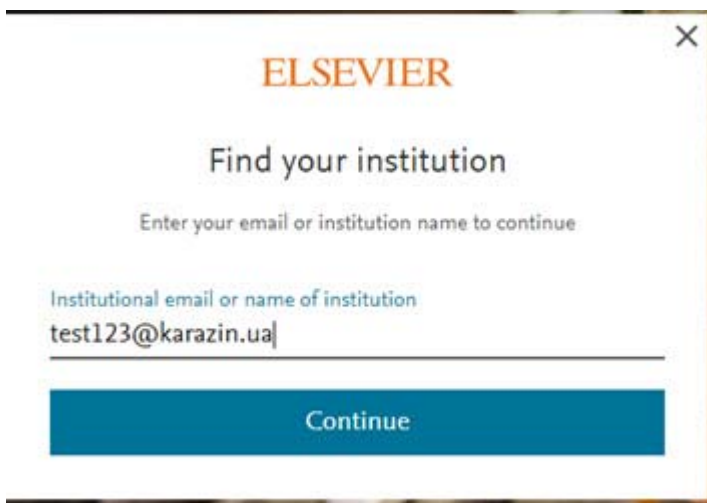 ELSEVIER
Find your institution
Enter your email or institution name to continue
Institutional email or name of institution
test123@karazin.ua
Continue